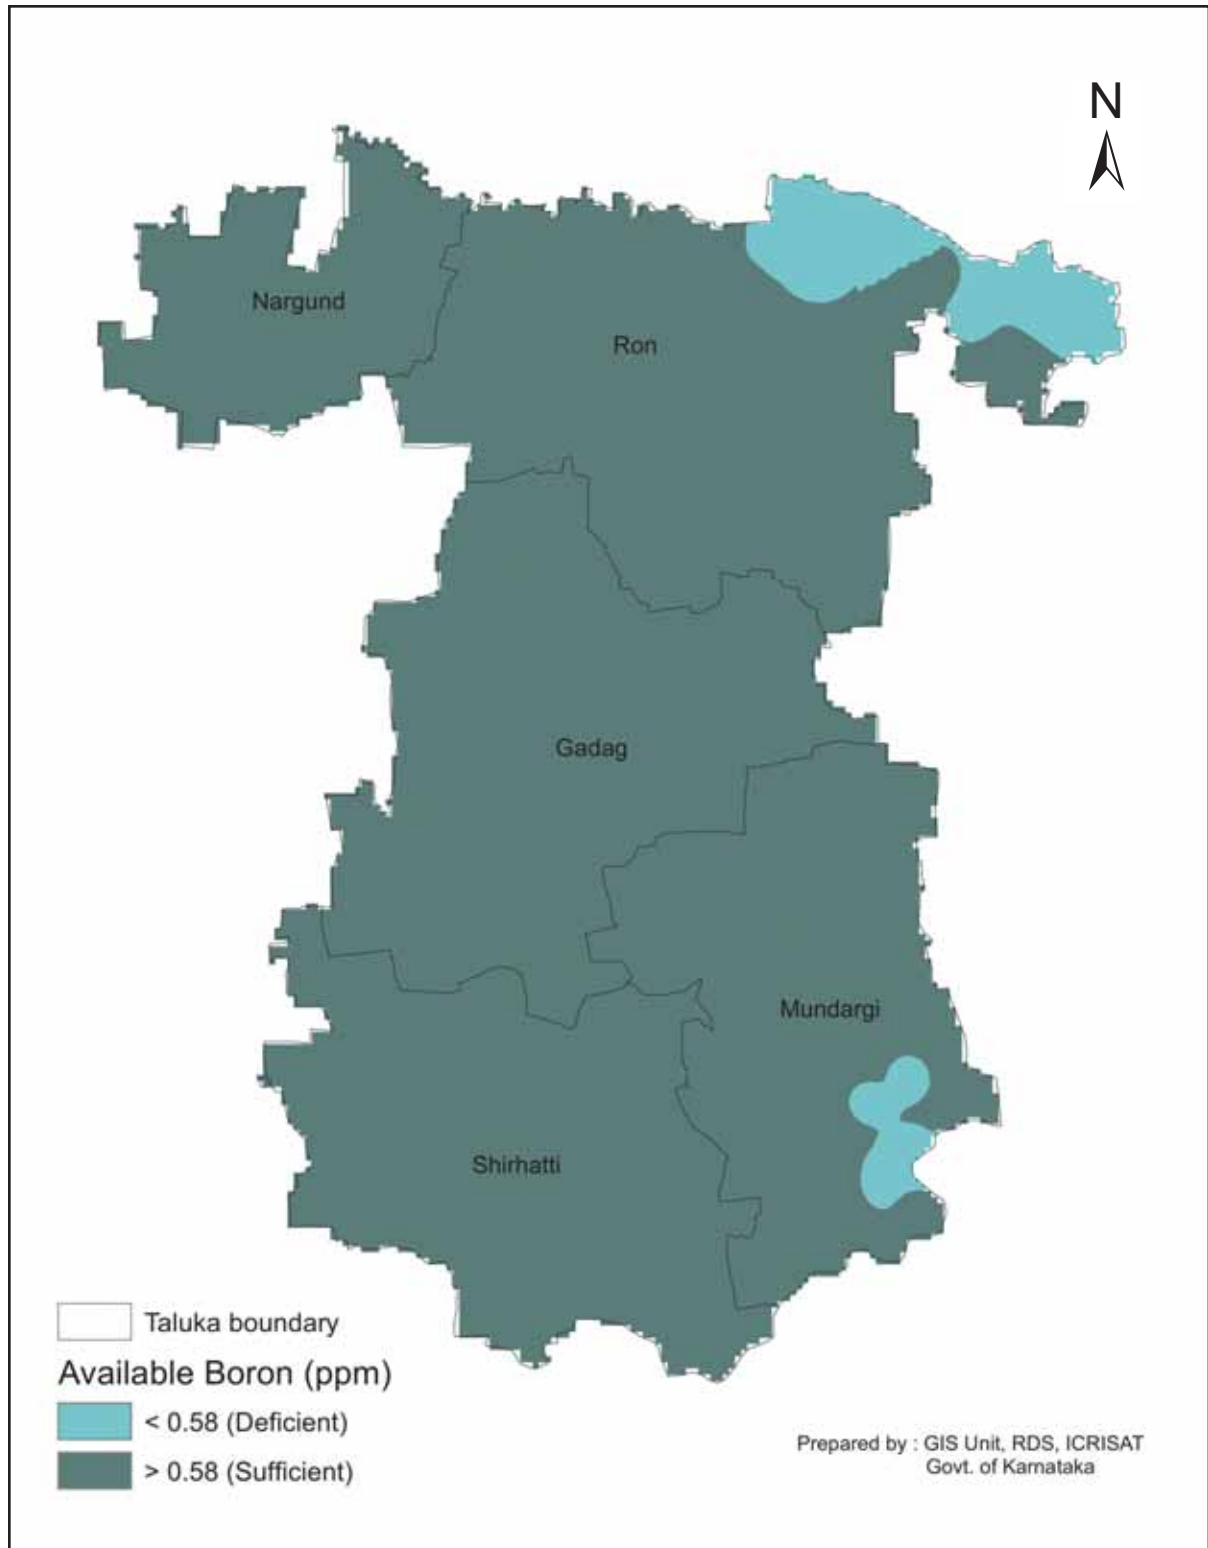 N
Nargund
Ron
Gadag
Mundargi
Shirhatti
Taluka boundary
Available Boron (ppm)
< 0.58 (Deficient)
> 0.58 (Sufficient)
Prepared by : GIS Unit, RDS, ICRISAT
Govt. of Karnataka